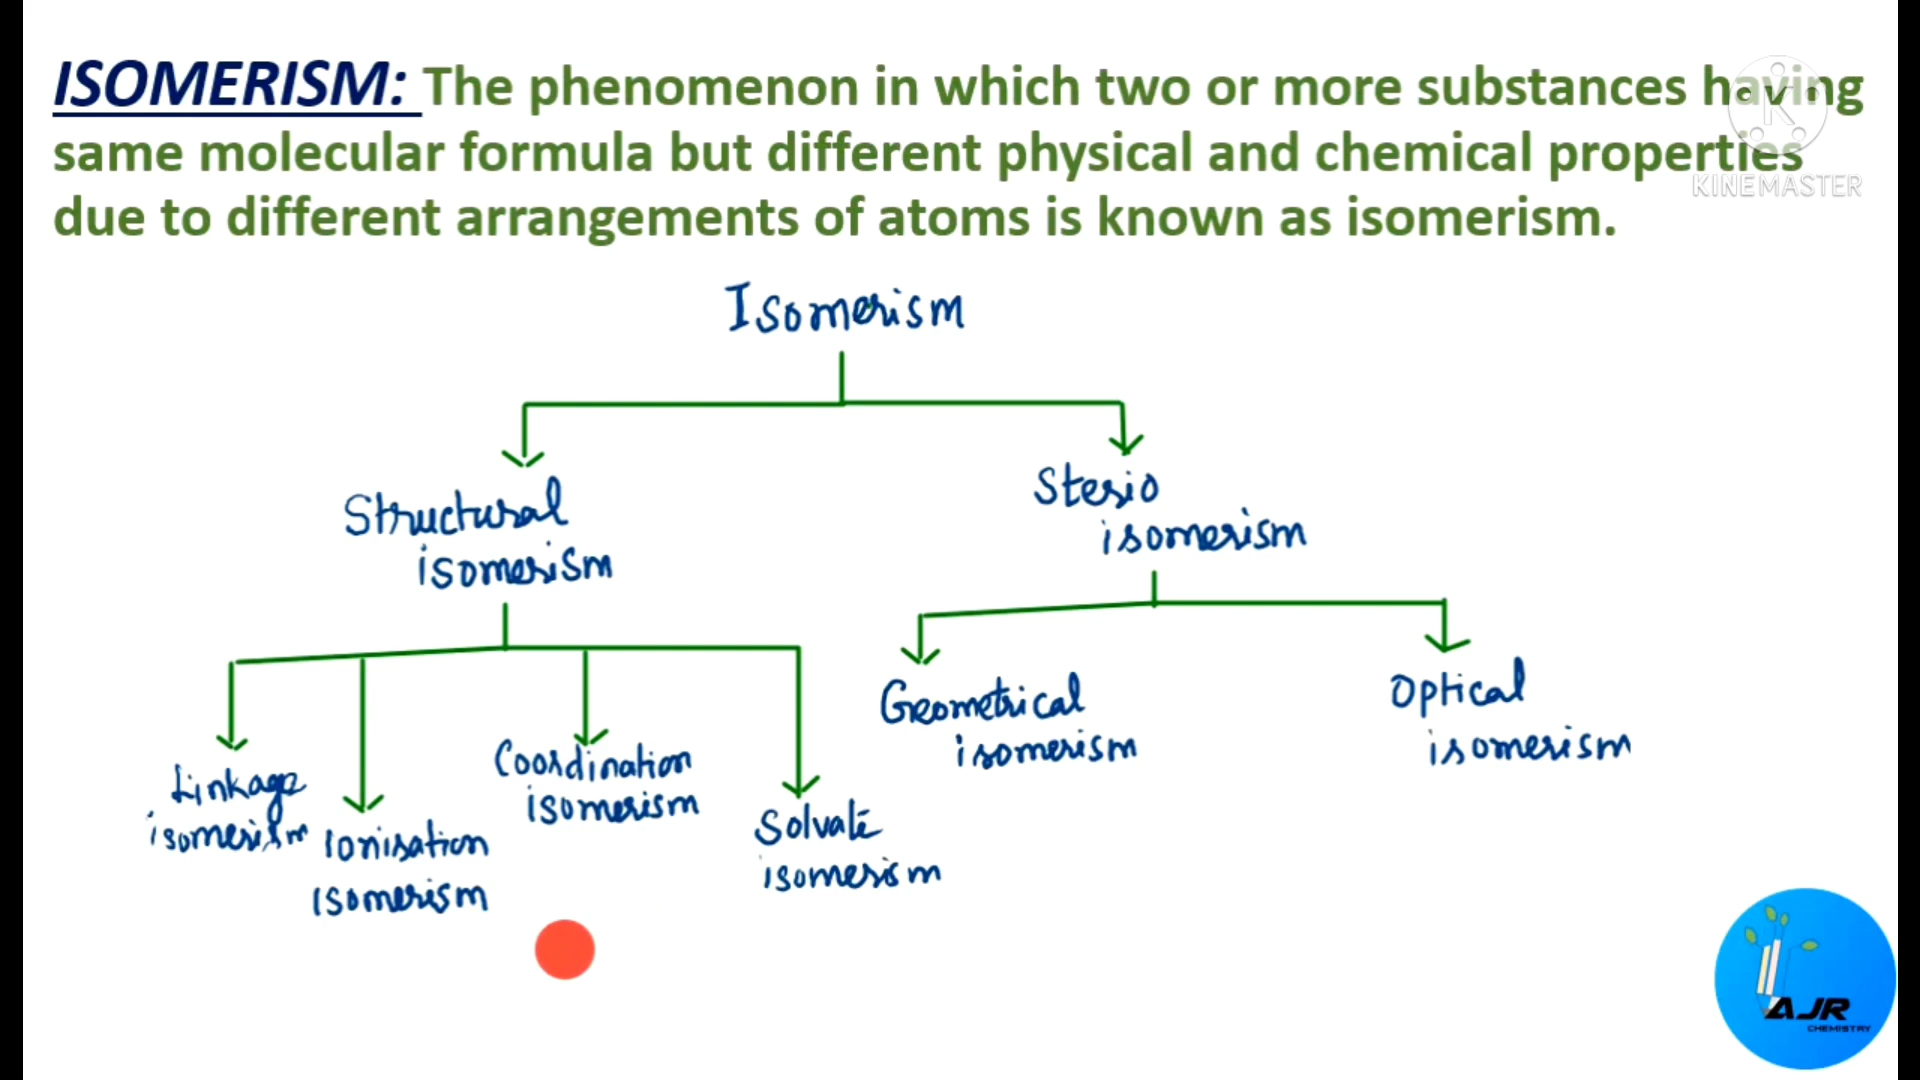 ISOMERISM: The phenomenon in which two or more substances having
same molecular formula but different physical and chemical properties
due to different arrangements of atoms is known as isomerism.
KINEMASTER
Isomerism
Structural
isomerism
Sterio
isomerism
Linkage
isomerism
Ionisation
isomerism
Coordination
isomerism
Solvate
isomerism
Geometrical
isomerism
Optical
isomerism
AJR
CHEMISTRY